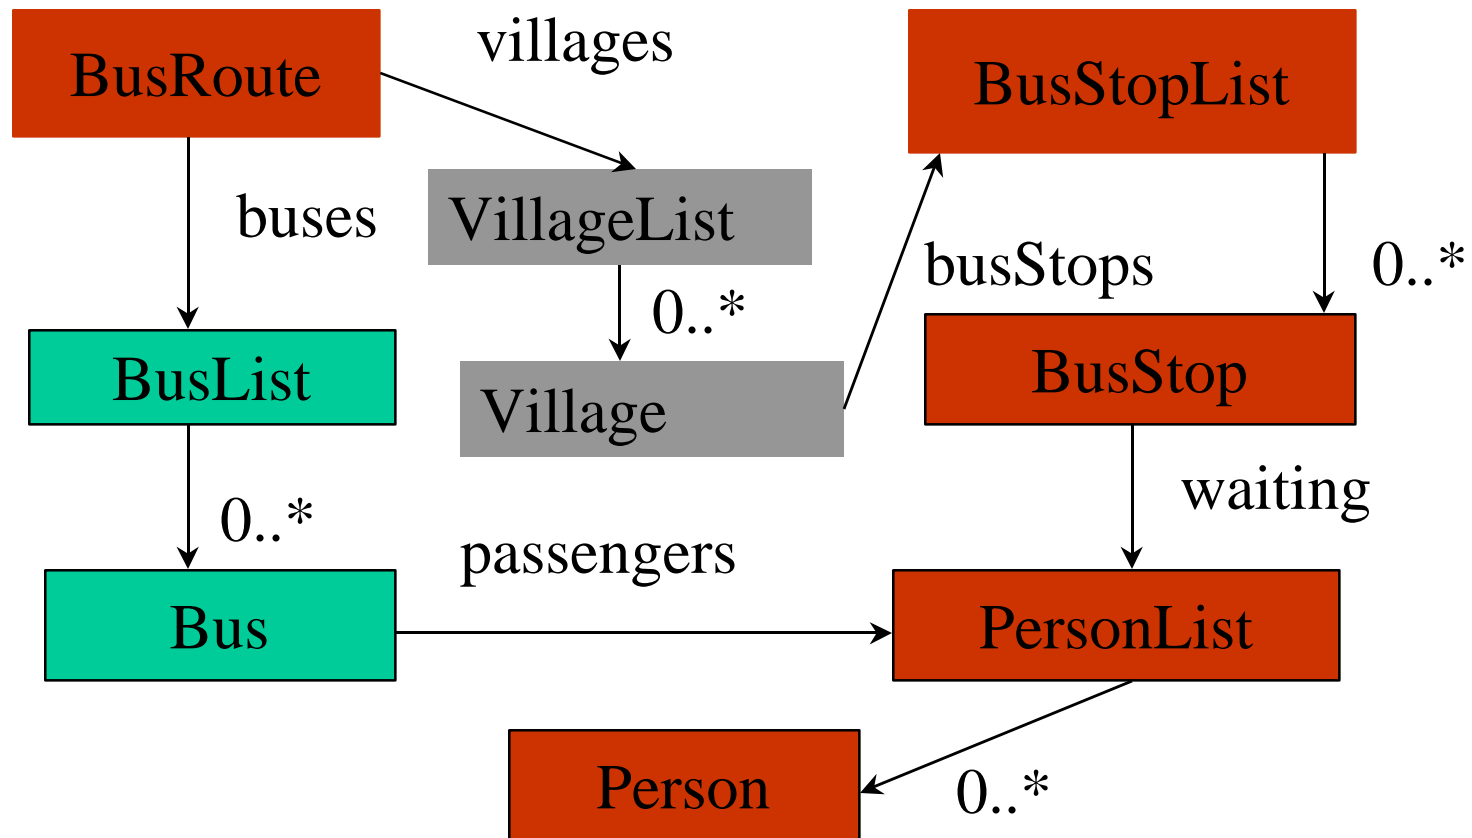 villages
BusRoute
BusStopList
buses
VillageList
busStops
0..*
0..*
BusList
BusStop
Village
waiting
0..*
passengers
Bus
PersonList
Person
0..*